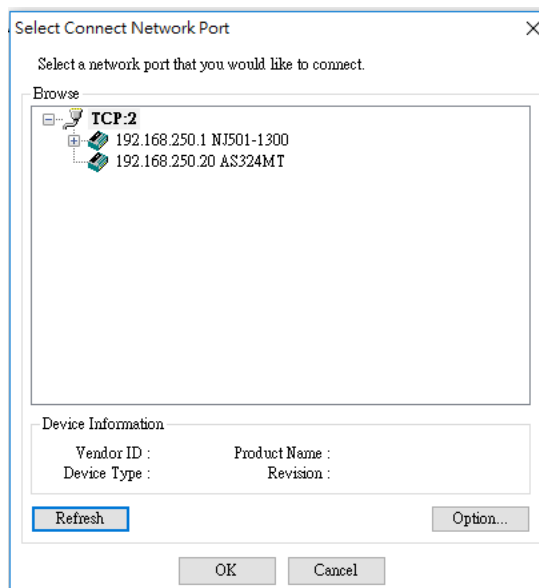 Select Connect Network Port
Select a network port that you would like to connect.
Browse
TCP:2
192.168.250.1 NJ501-1300
192.168.250.20 AS324MT
Device Information
Vendor ID : Product Name :
Device Type : Revision :
Refresh Option...
OK Cancel